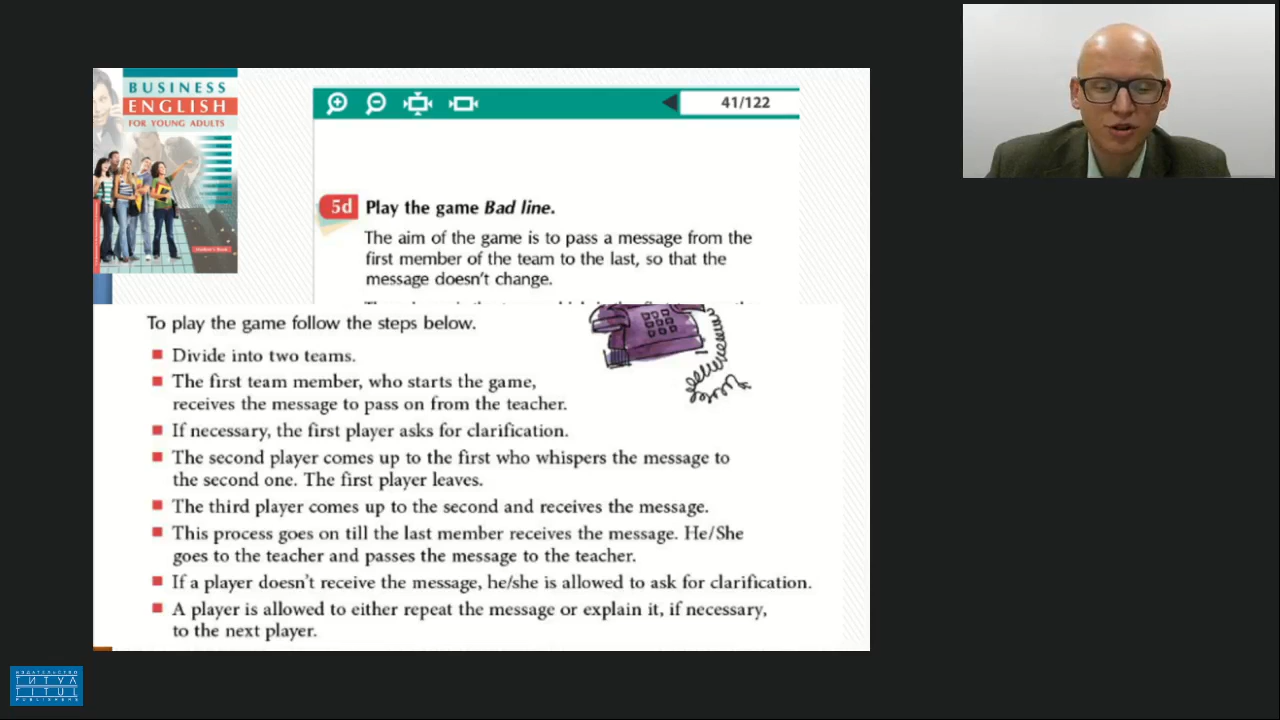 BUSINESS
ENGLISH
FOR YOUNG ADULTS
41/122
5d Play the game Bad line.
The aim of the game is to pass a message from the
first member of the team to the last, so that the
message doesn't change.
To play the game follow the steps below.
Divide into two teams.
The first team member, who starts the game,
receives the message to pass on from the teacher.
If necessary, the first player asks for clarification.
The second player comes up to the first who whispers the message to
the second one. The first player leaves.
The third player comes up to the second and receives the message.
This process goes on till the last member receives the message. He/She
goes to the teacher and passes the message to the teacher.
If a player doesn't receive the message, he/she is allowed to ask for clarification.
A player is allowed to either repeat the message or explain it, if necessary,
to the next player.
ИЗДАТЕЛЬСТВО
ТИТУЛ
TITUL
PUBLISHERS